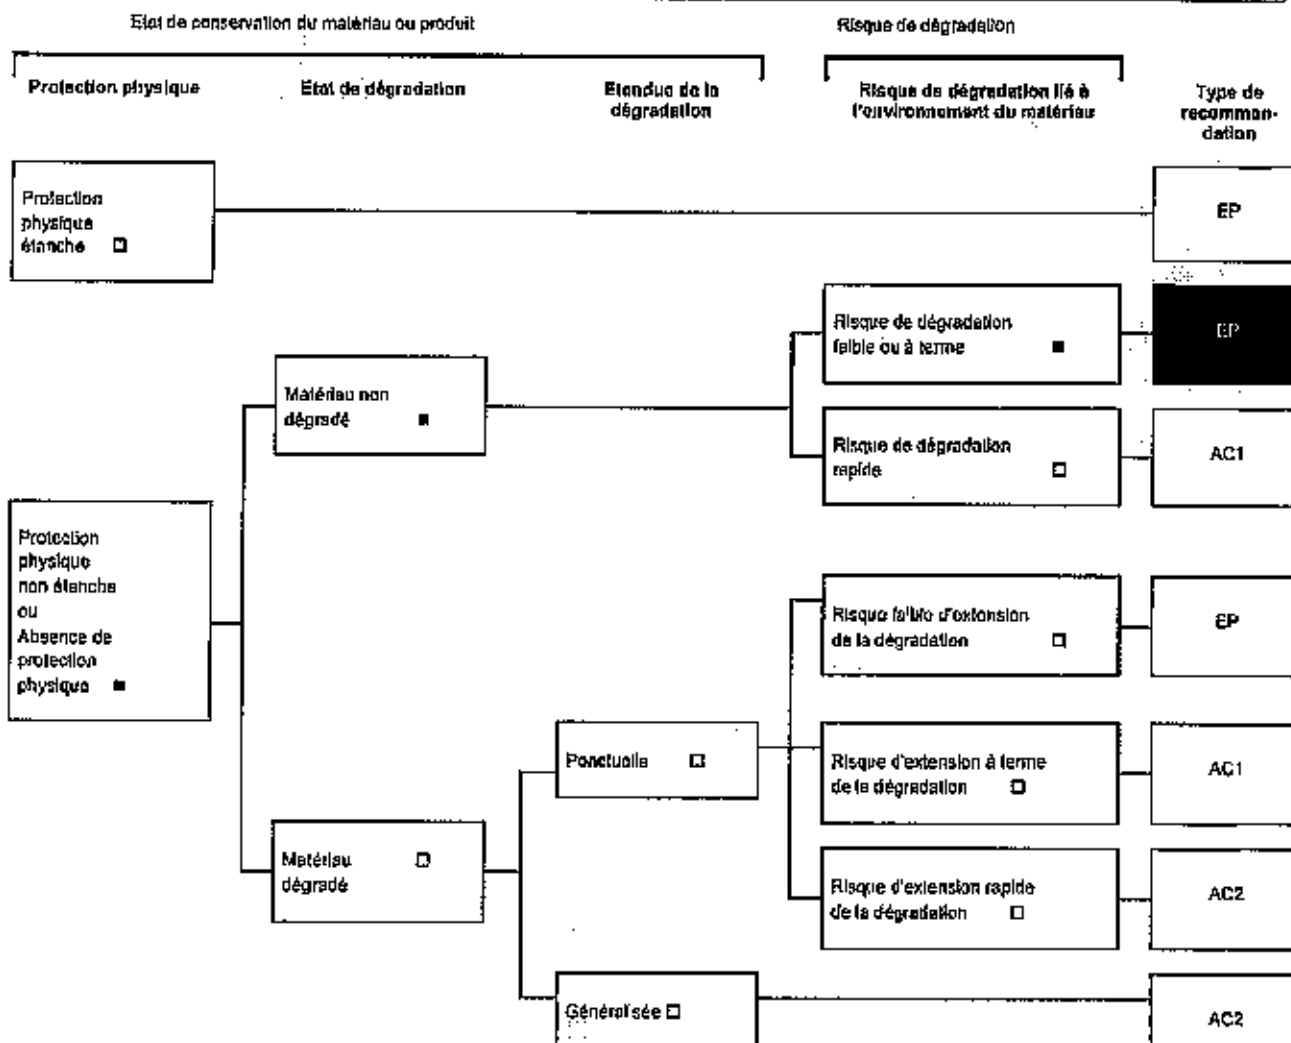 Etat de conservation du matériau ou produit
Risque de dégradation
Protection physique
Etat de dégradation
Etendue de la
dégradation
Risque de dégradation lié à
l'environnement du matériau
Type de
recomman-
dation
Protection
physique
étanche
EP
Risque de dégradation
faible ou à terme
EP
Matériau non
dégradé
Risque de dégradation
rapide
AC1
Protection
physique
non étanche
ou
Absence de
protection
physique
Risque faible d'extension
de la dégradation
EP
Ponctuelle
Risque d'extension à terme
de la dégradation
AC1
Matériau
dégradé
Risque d'extension rapide
de la dégradation
AC2
Généralisée
AC2